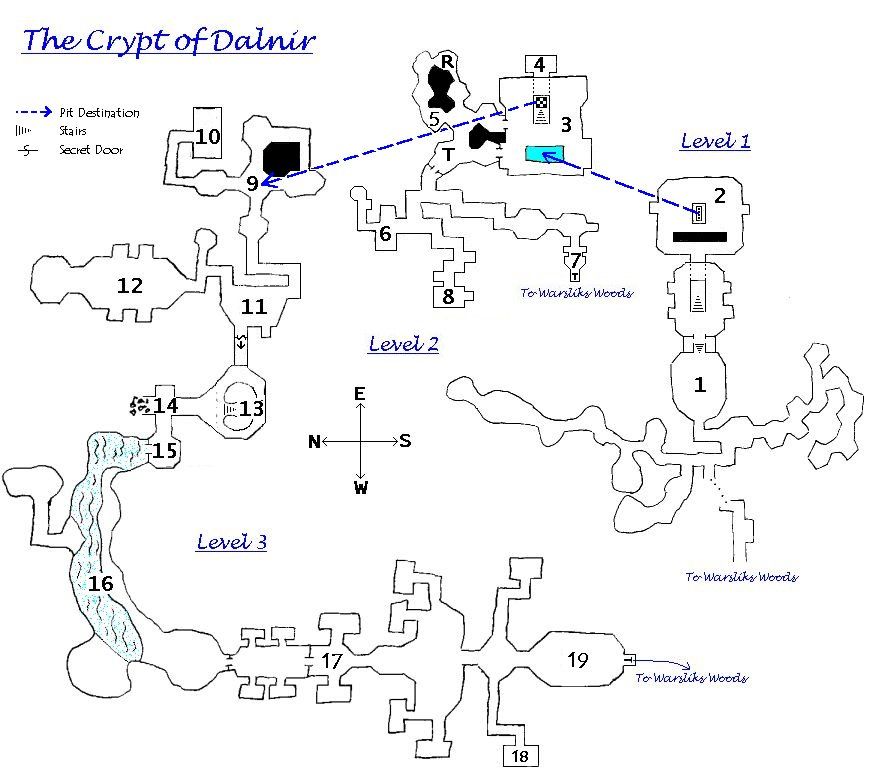 The Crypt of Dalnir
Pit Destination
Stairs
S Secret Door
Level 1
Level 2
Level 3
R
4
5
3
T
10
9
2
6
7
T
8
To Warsliks Woods
12
11
S
1
14
13
15
E
N S
W
16
To Warsliks Woods
17
19
To Warsliks Woods
18